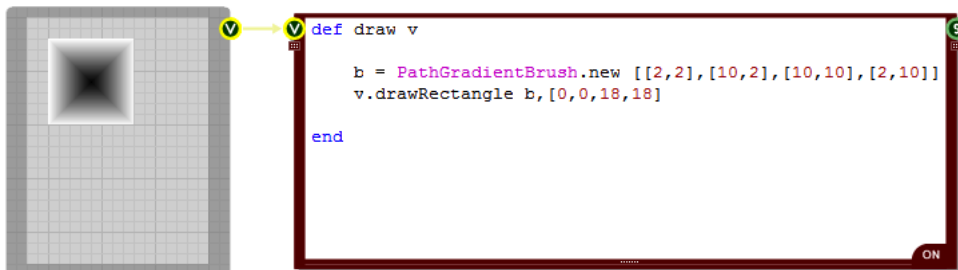 V
V def draw v
S
b = PathGradientBrush.new [[2,2],[10,2],[10,10],[2,10]]
v.drawRectangle b,[0,0,18,18]
end
ON